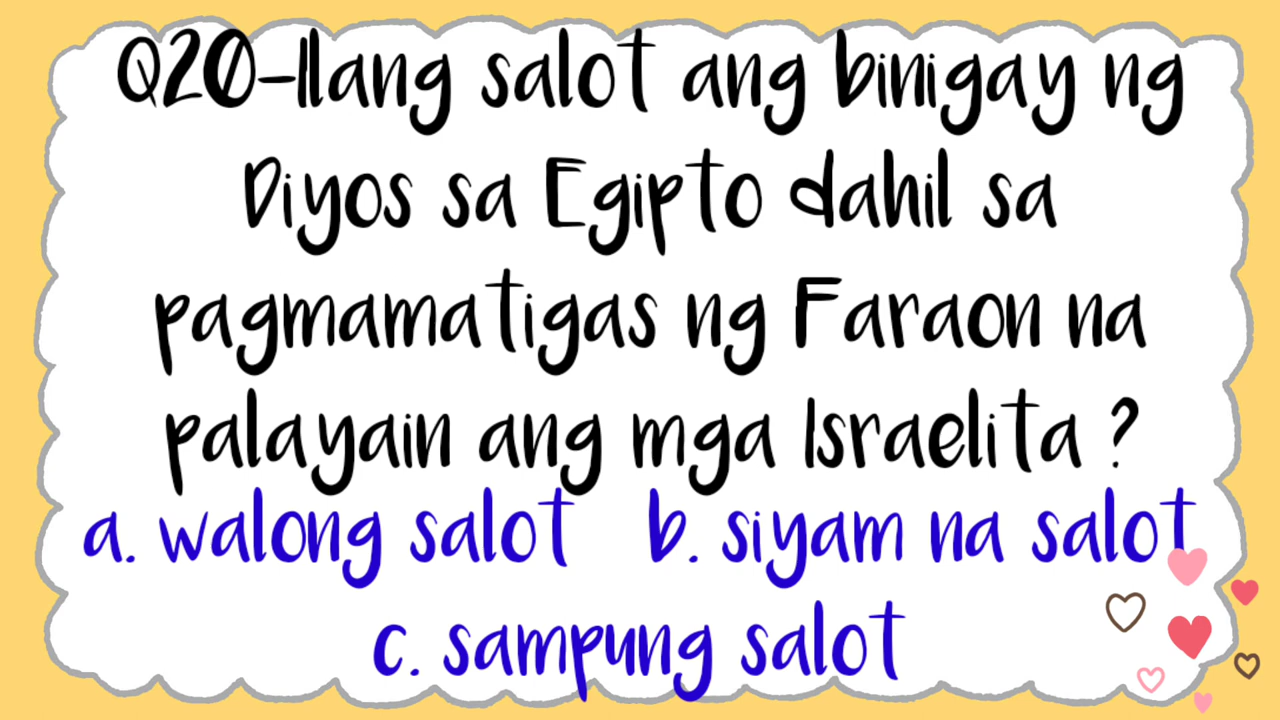 Q20-Ilang salot ang binigay ng
Diyos sa Egipto dahil sa
pagmamatigas ng Faraon na
palayain ang mga Israelita ?
a. walong salot b. siyam na salot
c. sampung salot